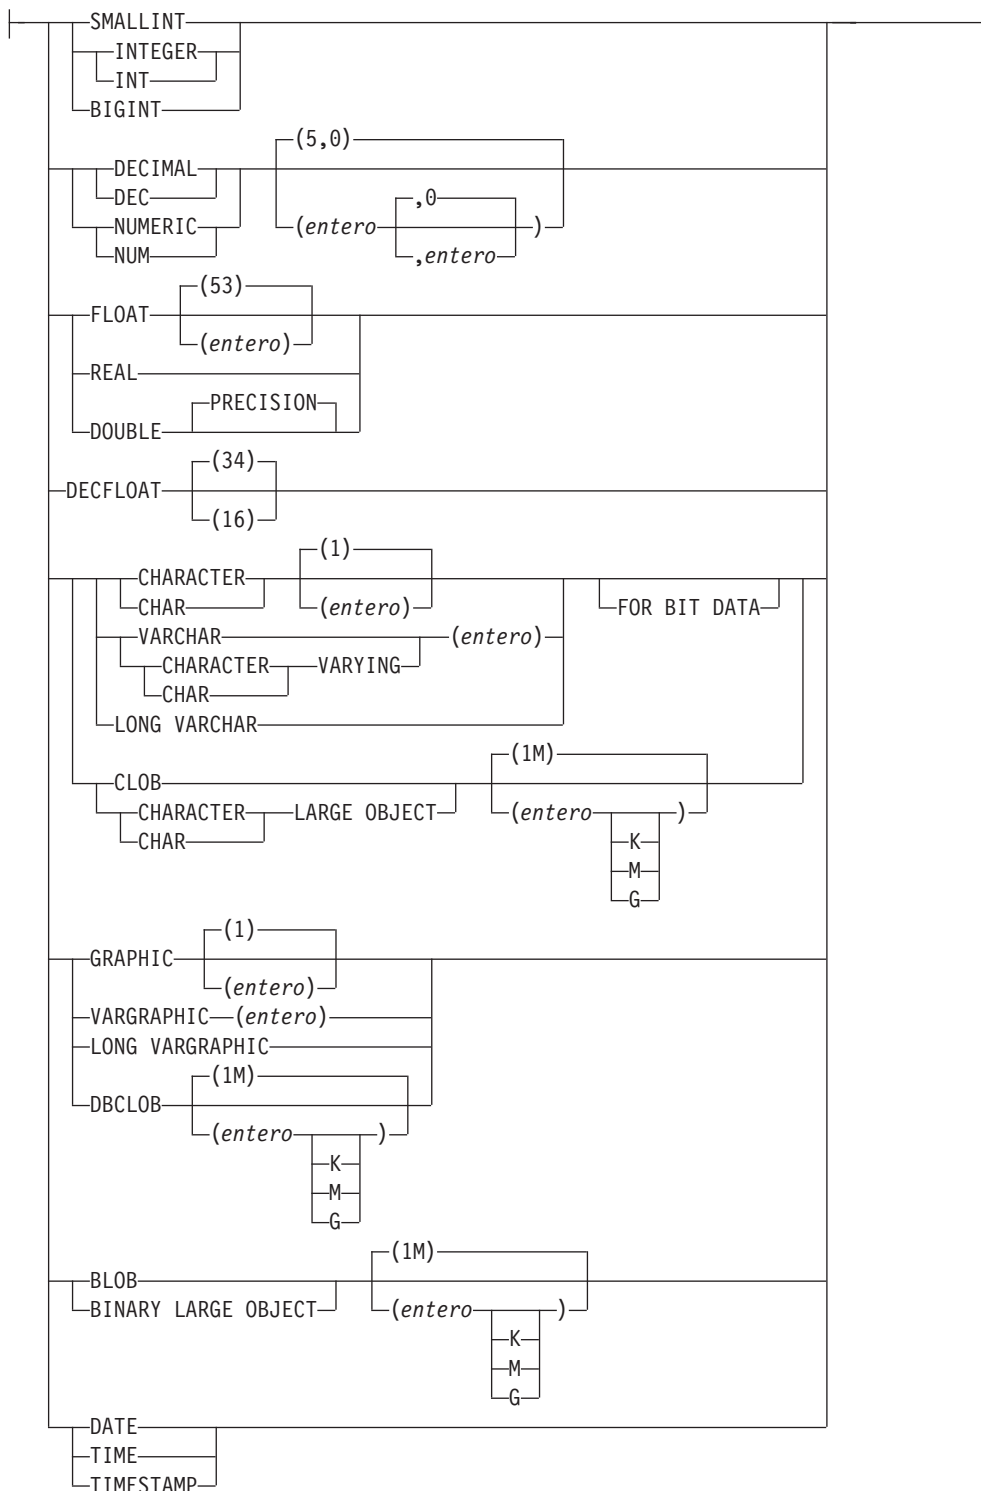 SMALLINT
INTEGER
INT
BIGINT
(5,0)
DECIMAL
DEC
,0
NUMERIC
(entero )
NUM
,entero
(53)
FLOAT
(entero)
REAL
PRECISION
DOUBLE
(34)
DECFLOAT
(16)
(1)
CHARACTER
CHAR
(entero)
FOR BIT DATA
VARCHAR
(entero)
CHARACTER
VARYING
CHAR
LONG VARCHAR
(1M)
CLOB
CHARACTER
LARGE OBJECT
(entero )
CHAR
K
M
G
(1)
GRAPHIC
(entero)
VARGRAPHIC (entero)
LONG VARGRAPHIC
(1M)
DBCLOB
(entero )
K
M
G
(1M)
BLOB
BINARY LARGE OBJECT
(entero )
K
M
G
DATE
TIME
TIMESTAMP